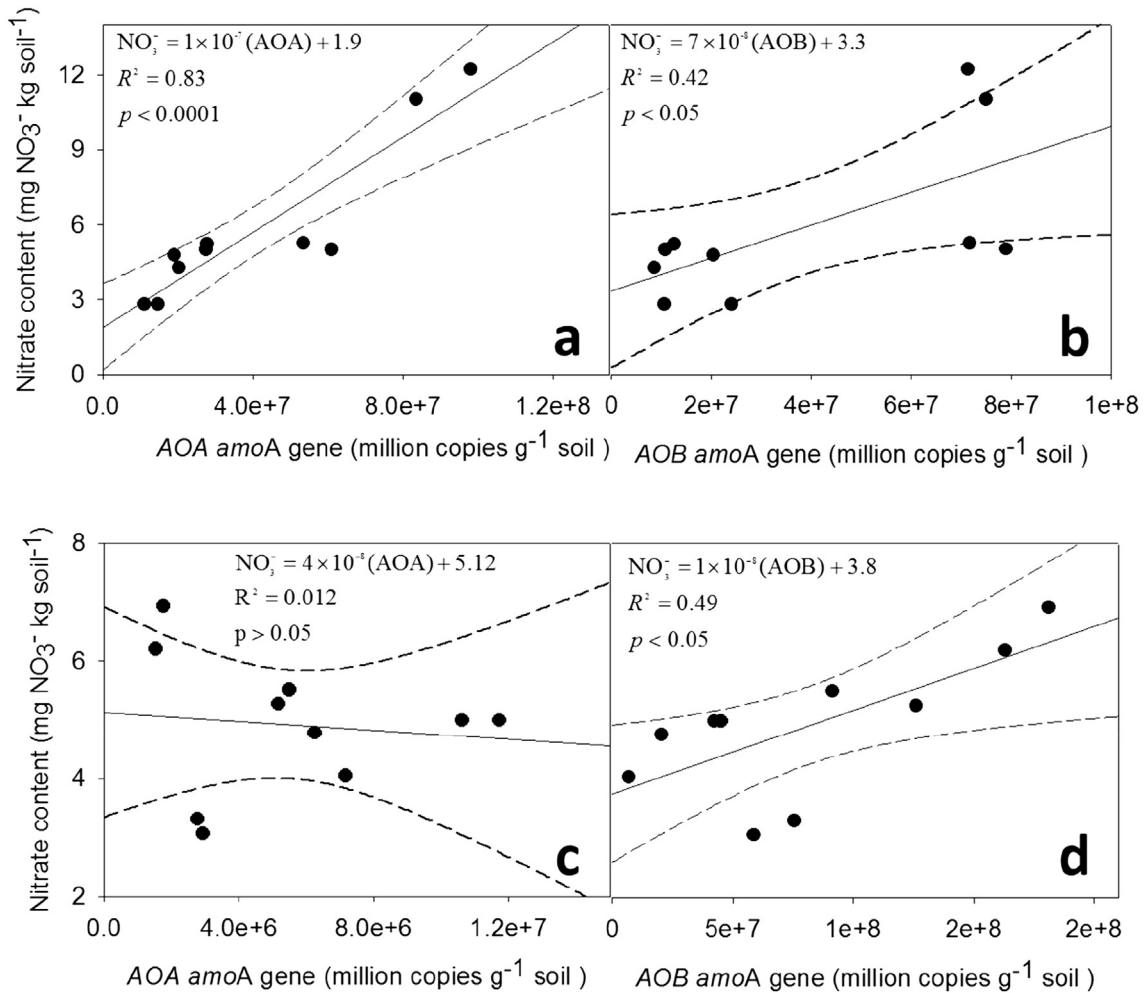 NO₃⁻ = 1×10⁻⁷ (AOA) + 1.9
R² = 0.83
p < 0.0001
NO₃⁻ = 7×10⁻⁸ (AOB) + 3.3
R² = 0.42
p < 0.05
Nitrate content (mg NO₃⁻ kg soil⁻¹)
12
9
6
3
0
a
b
0.0 4.0e+7 8.0e+7 1.2e+8
0 2e+7 4e+7 6e+7 8e+7 1e+8
AOA amoA gene (million copies g⁻¹ soil )
AOB amoA gene (million copies g⁻¹ soil )
NO₃⁻ = 4×10⁻⁸ (AOA) + 5.12
R² = 0.012
p > 0.05
NO₃⁻ = 1×10⁻⁸ (AOB) + 3.8
R² = 0.49
p < 0.05
Nitrate content (mg NO₃⁻ kg soil⁻¹)
8
6
4
2
c
d
0.0 4.0e+6 8.0e+6 1.2e+7
5e+7 1e+8 2e+8 2e+8
AOA amoA gene (million copies g⁻¹ soil )
AOB amoA gene (million copies g⁻¹ soil )